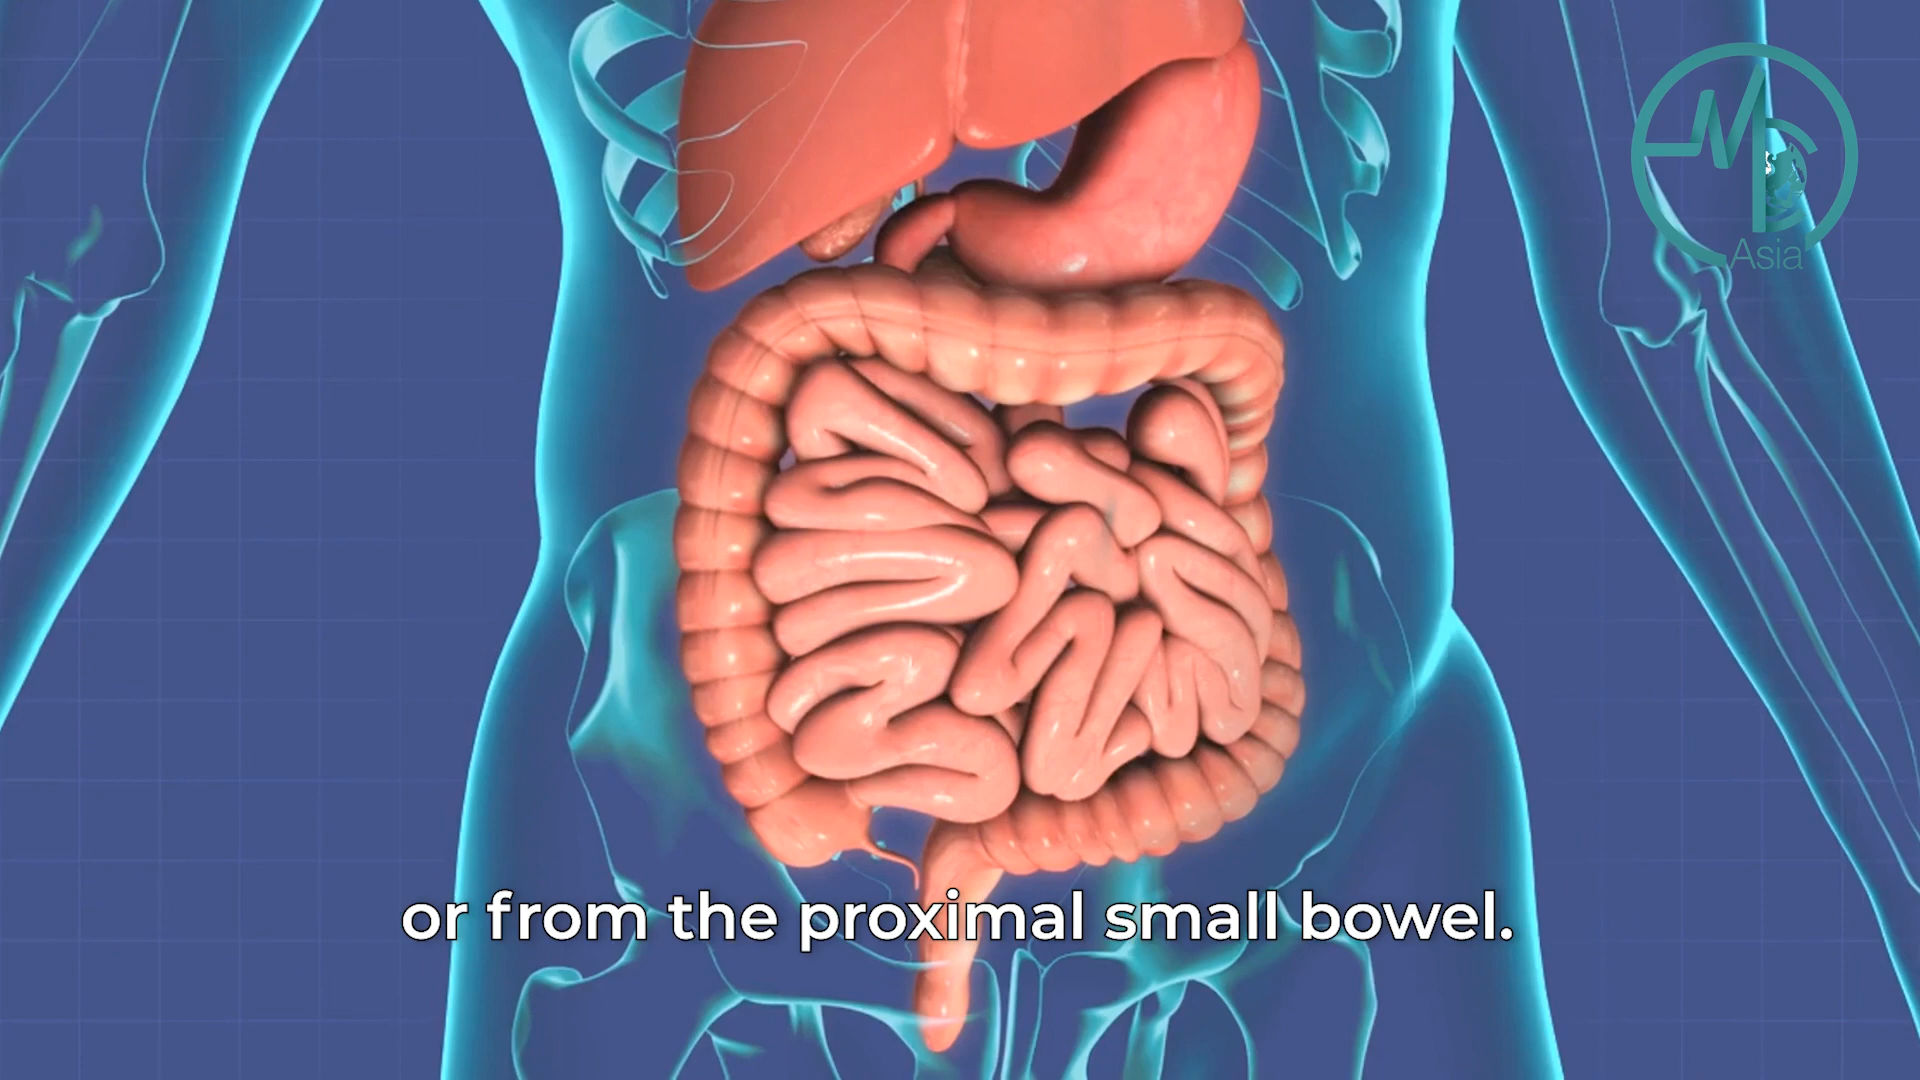 Asia
or from the proximal small bowel.